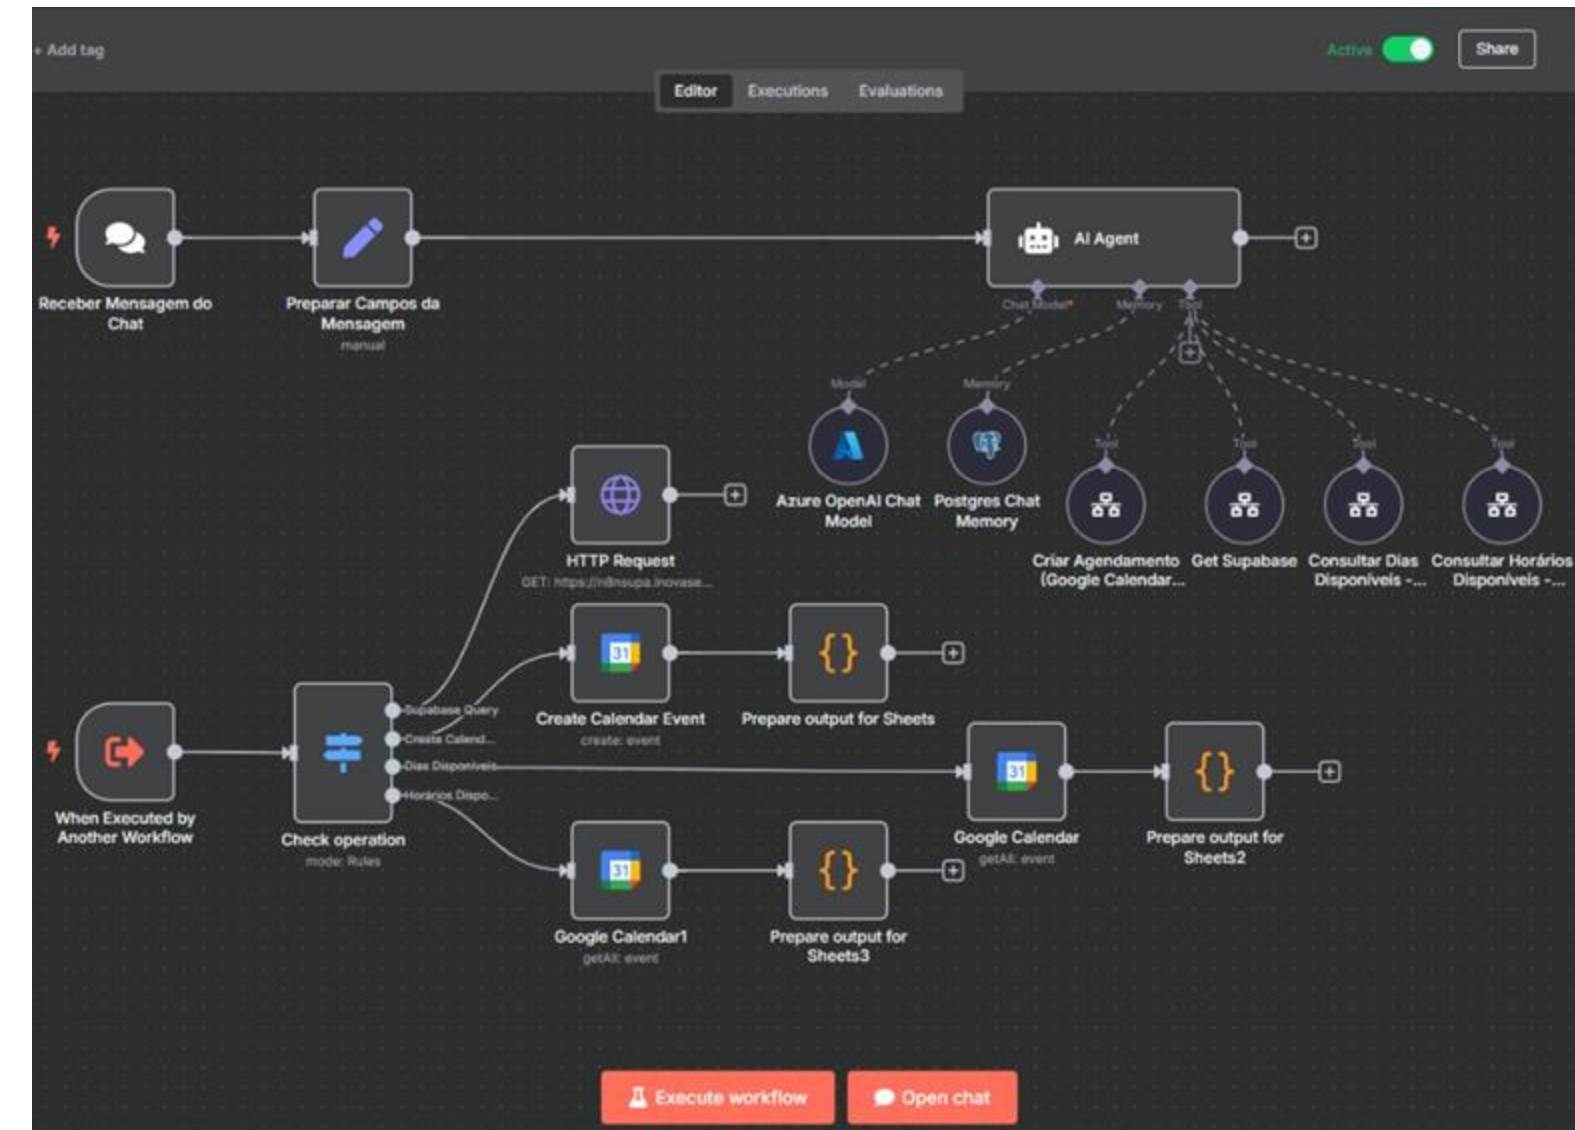 + Add tag
Active
Share
Editor
Executions
Evaluations
Receber Mensagem do
Chat
Preparar Campos da
Mensagem
manual
AI Agent
Chat Model*
Memory
Tool
Model
Memory
Azure OpenAI Chat
Model
Postgres Chat
Memory
Tool
Tool
Tool
Tool
Criar Agendamento
(Google Calendar...
Get Supabase
Consultar Dias
Disponíveis -...
Consultar Horários
Disponíveis -...
HTTP Request
GET: https://n8nsupa.inovase...
31
Create Calendar Event
create: event
{}
Prepare output for Sheets
When Executed by
Another Workflow
Check operation
mode: Rules
Supabase Query
Create Calend...
Dias Disponíveis
Horários Dispo...
31
Google Calendar
getAll: event
{}
Prepare output for
Sheets2
31
Google Calendar1
getAll: event
{}
Prepare output for
Sheets3
Execute workflow
Open chat